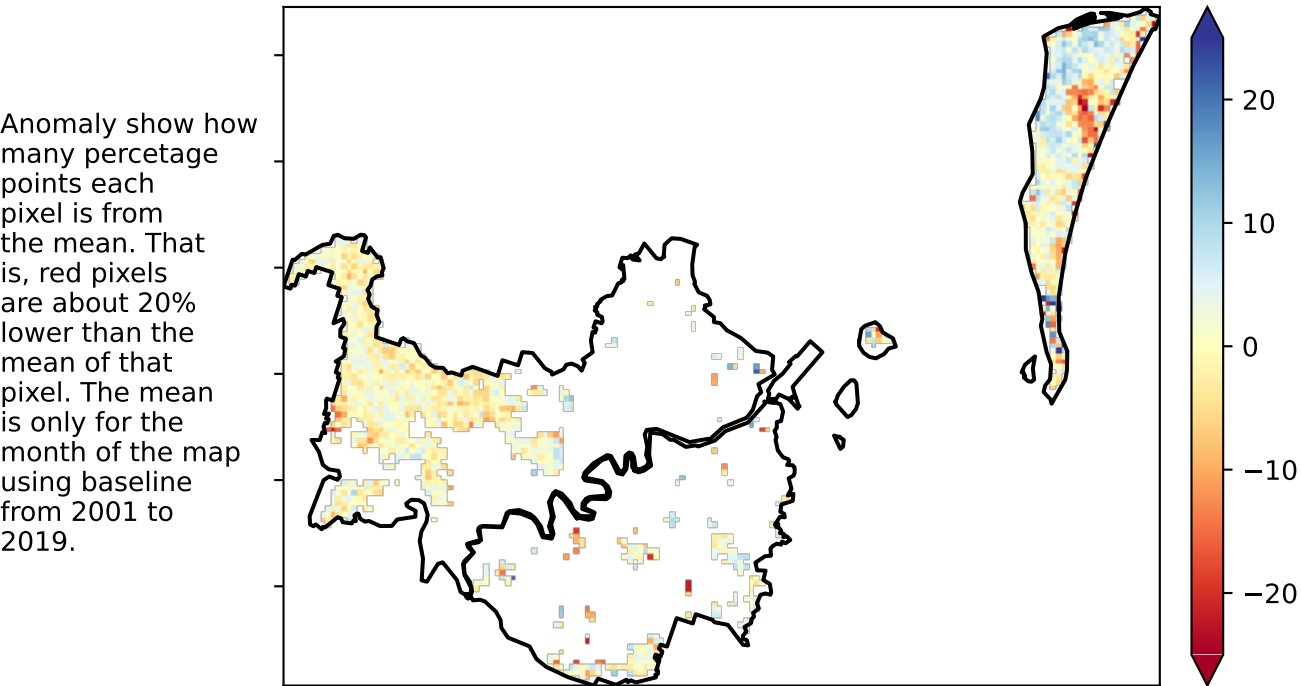 Anomaly show how
many percetage
points each
pixel is from
the mean. That
is, red pixels
are about 20%
lower than the
mean of that
pixel. The mean
is only for the
month of the map
using baseline
from 2001 to
2019.
20
10
0
−10
−20